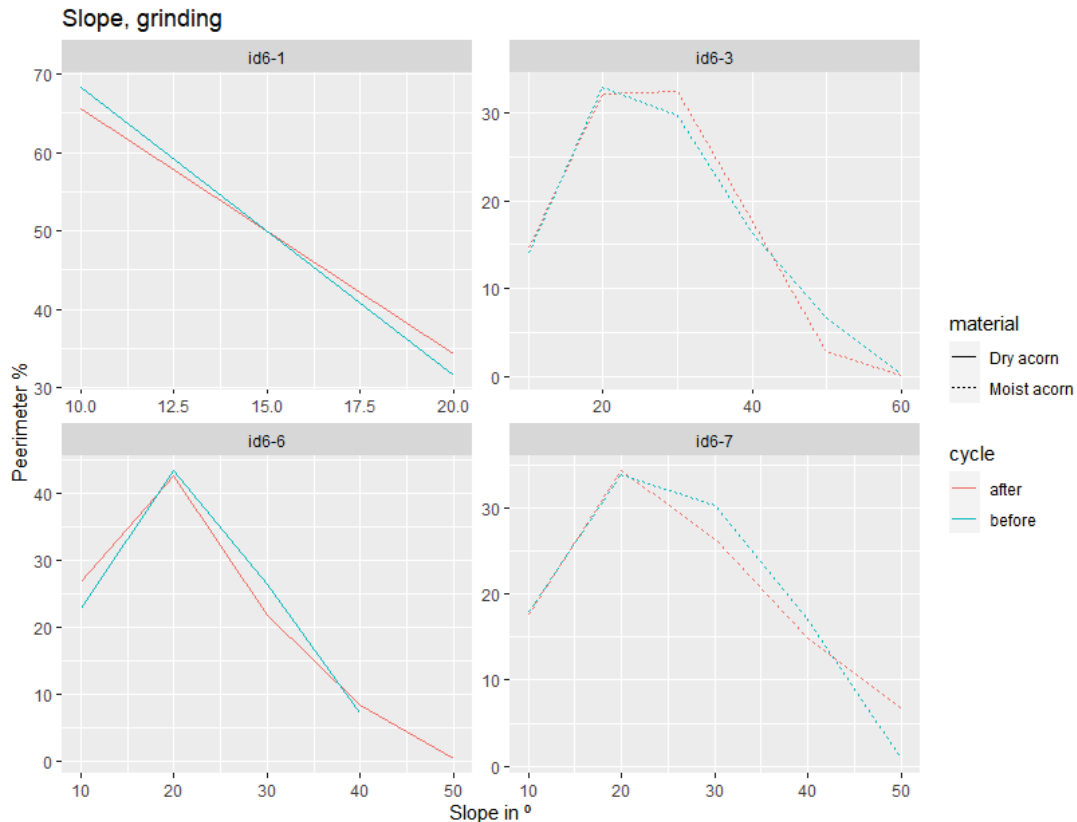 Slope, grinding
id6-1
id6-3
70
60
50
40
30
10.0 12.5 15.0 17.5 20.0
30
20
10
0
20 40 60
Peerimeter %
id6-6
id6-7
40
30
20
10
0
10 20 30 40 50
30
20
10
0
10 20 30 40 50
Slope in º
material
Dry acorn
Moist acorn
cycle
after
before